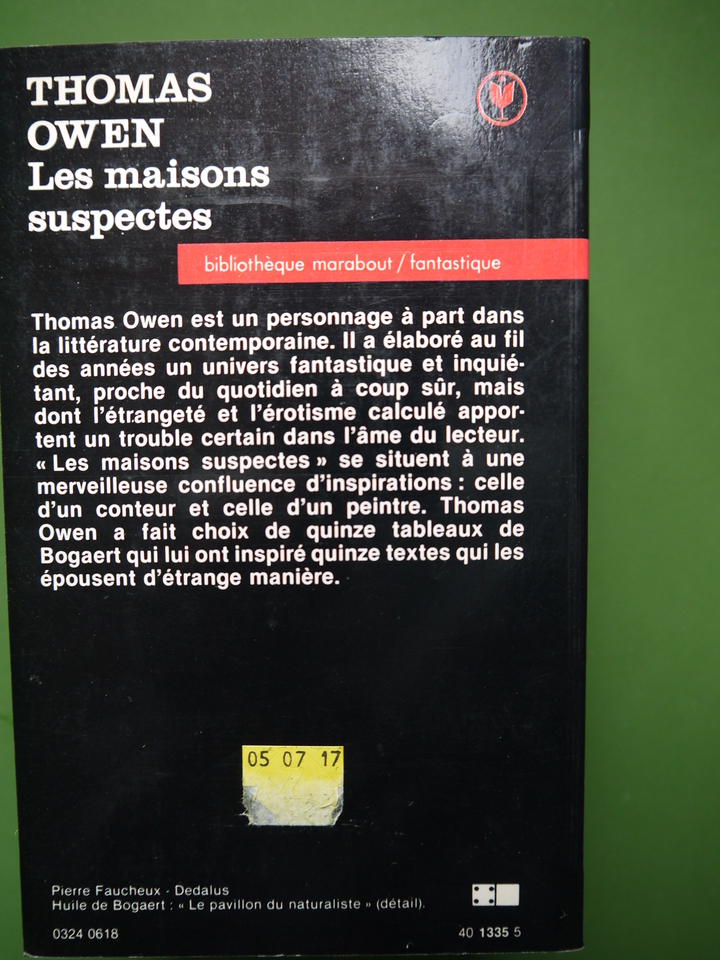 THOMAS
OWEN
Les maisons
suspectes
bibliothèque marabout / fantastique
Thomas Owen est un personnage à part dans
la littérature contemporaine. Il a élaboré au fil
des années un univers fantastique et inquié-
tant, proche du quotidien à coup sûr, mais
dont l'étrangeté et l'érotisme calculé appor-
tent un trouble certain dans l'âme du lecteur.
« Les maisons suspectes » se situent à une
merveilleuse confluence d'inspirations : celle
d'un conteur et celle d'un peintre. Thomas
Owen a fait choix de quinze tableaux de
Bogaert qui lui ont inspiré quinze textes qui les
épousent d'étrange manière.
05 07 17
Pierre Faucheux - Dedalus
Huile de Bogaert : « Le pavillon du naturaliste » (détail).
0324 0618
40 1335 5